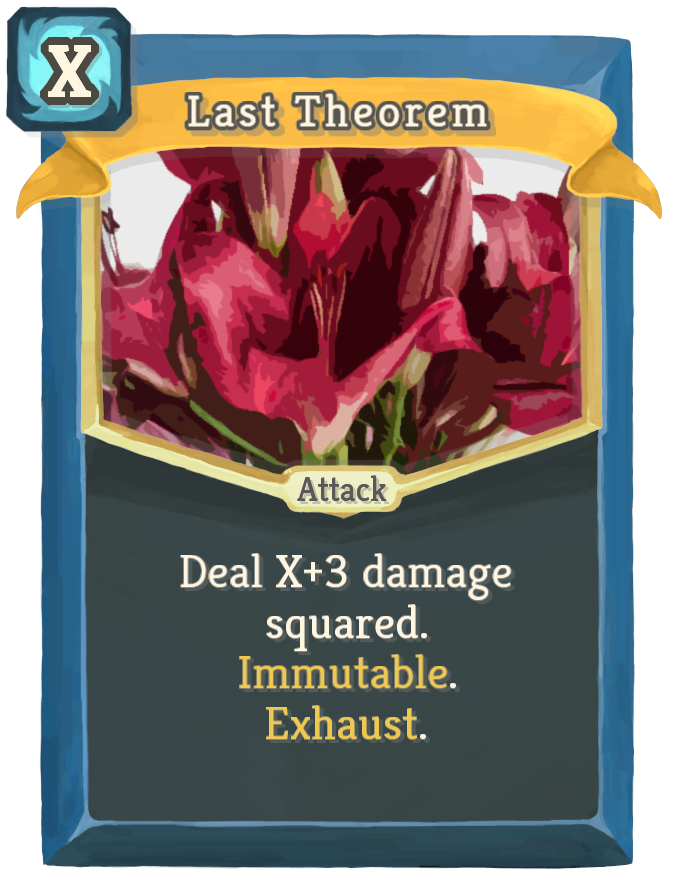 X
Last Theorem
Attack
Deal X+3 damage
squared.
Immutable.
Exhaust.